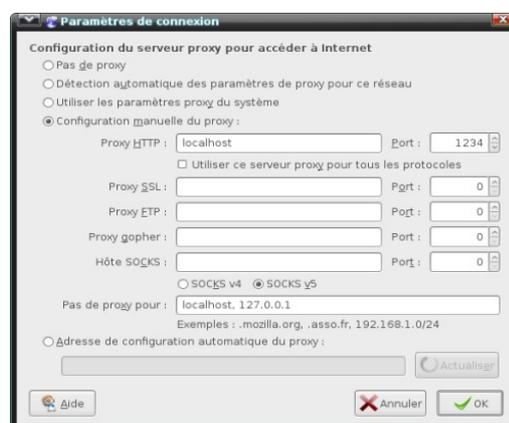 Paramètres de connexion
Configuration du serveur proxy pour accéder à Internet
Pas de proxy
Détection automatique des paramètres de proxy pour ce réseau
Utiliser les paramètres proxy du système
Configuration manuelle du proxy :
Proxy HTTP : localhost Port : 1234
Utiliser ce serveur proxy pour tous les protocoles
Proxy SSL : Port : 0
Proxy FTP : Port : 0
Proxy gopher : Port : 0
Hôte SOCKS : Port : 0
SOCKS v4 SOCKS v5
Pas de proxy pour : localhost, 127.0.0.1
Exemples : .mozilla.org, .asso.fr, 192.168.1.0/24
Adresse de configuration automatique du proxy :
Actualiser
Aide Annuler OK